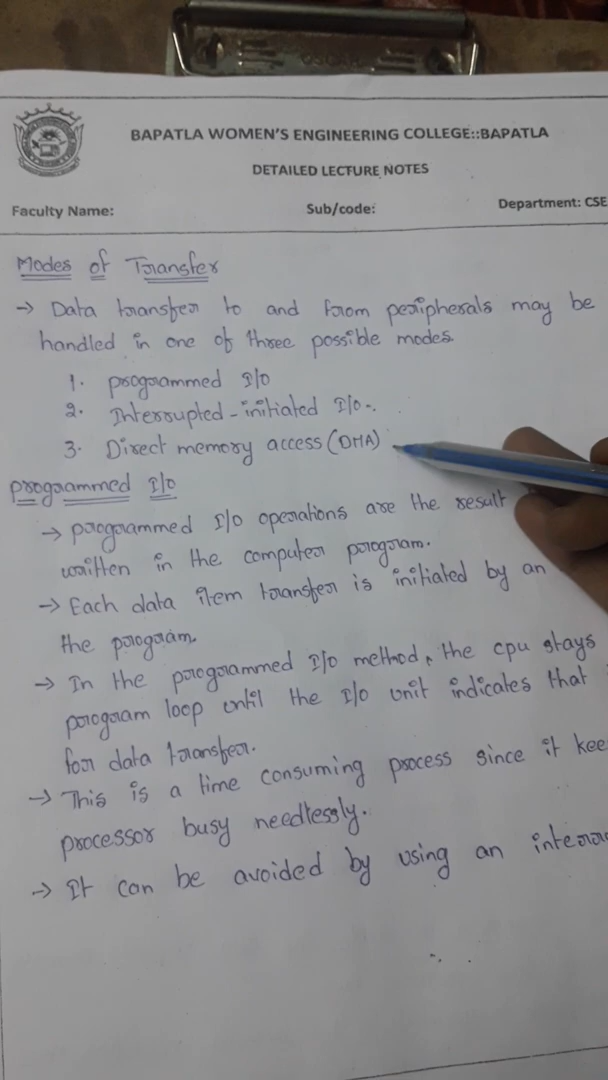 BAPATLA WOMEN'S ENGINEERING COLLEGE::BAPATLA
DETAILED LECTURE NOTES
Faculty Name: Sub/code: Department: CSE
Modes of Transfer
→ Data transfer to and from peripherals may be
handled in one of three possible modes
1. programmed I/O
2. Interrupted-initiated I/O.
3. Direct memory access (DMA)
programmed I/O
→ programmed I/O operations are the result
written in the computer program.
→ Each data item transfer is initiated by an
the program.
→ In the programmed I/o method, the cpu stays
program loop until the I/o unit indicates that
for data transfer.
→ This is a time consuming process since it kee
processor busy needlessly.
→ It can be avoided by using an